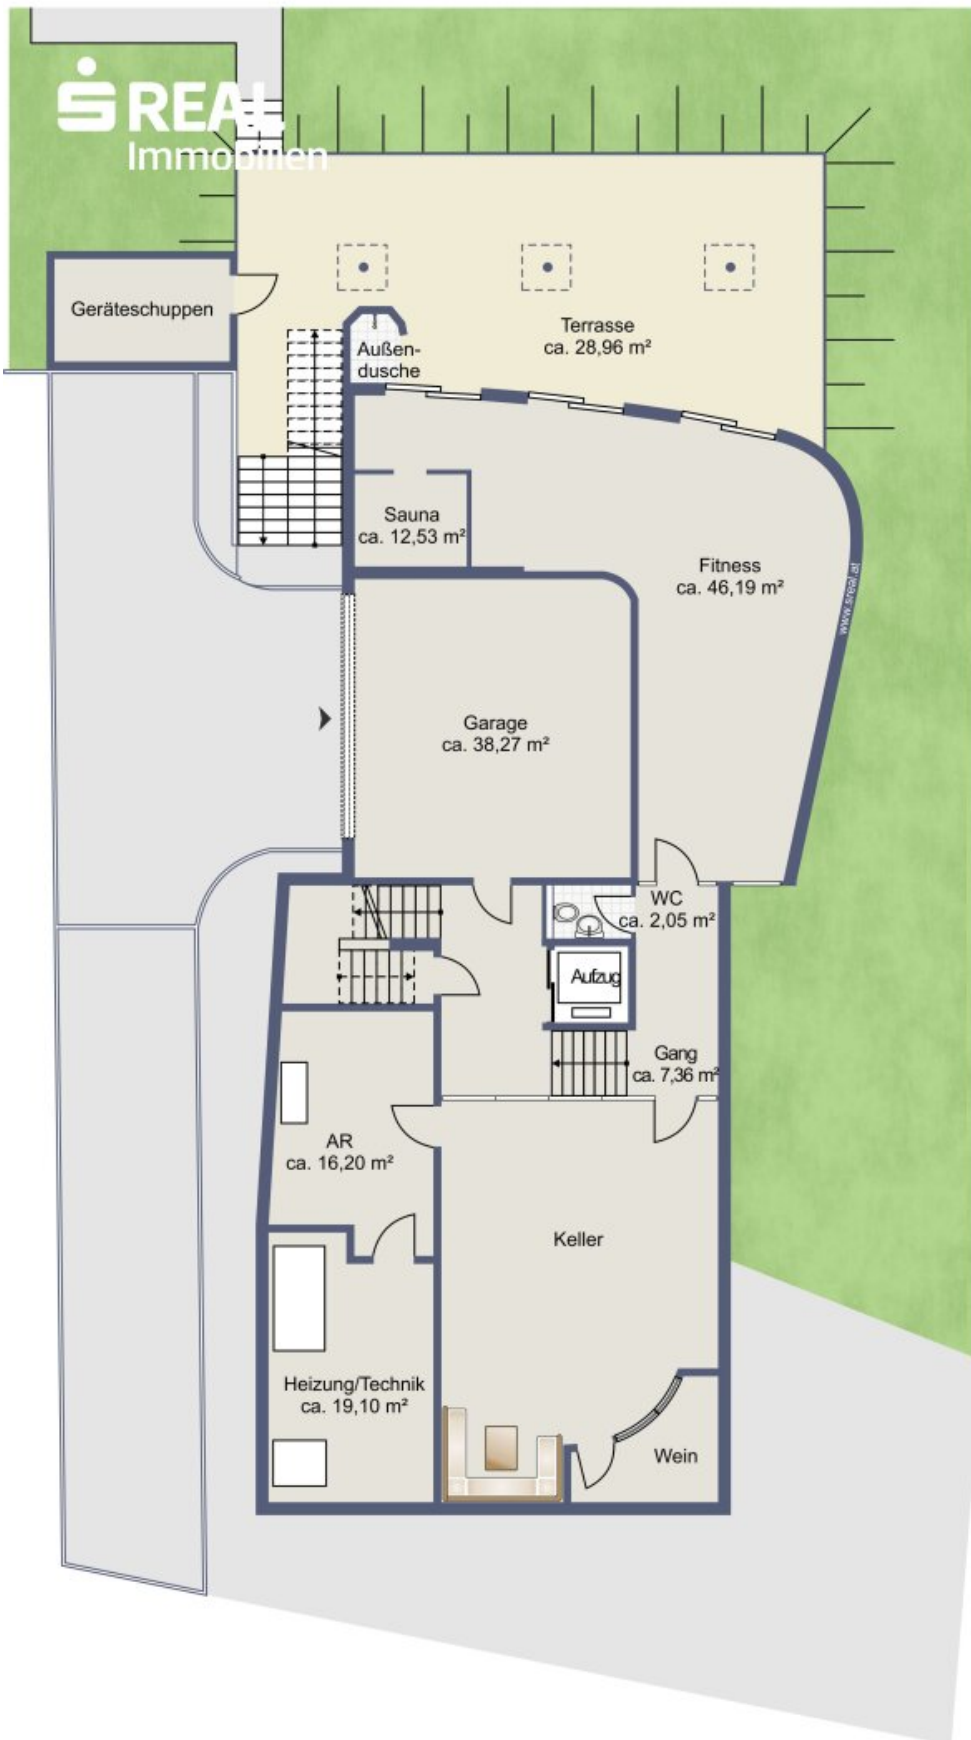 S REAL
Immobilien
Geräteschuppen
Terrasse
ca. 28,96 m²
Außen-
dusche
Sauna
ca. 12,53 m²
Fitness
ca. 46,19 m²
www.sreal.at
Garage
ca. 38,27 m²
WC
ca. 2,05 m²
Aufzug
Gang
ca. 7,36 m²
AR
ca. 16,20 m²
Keller
Heizung/Technik
ca. 19,10 m²
Wein